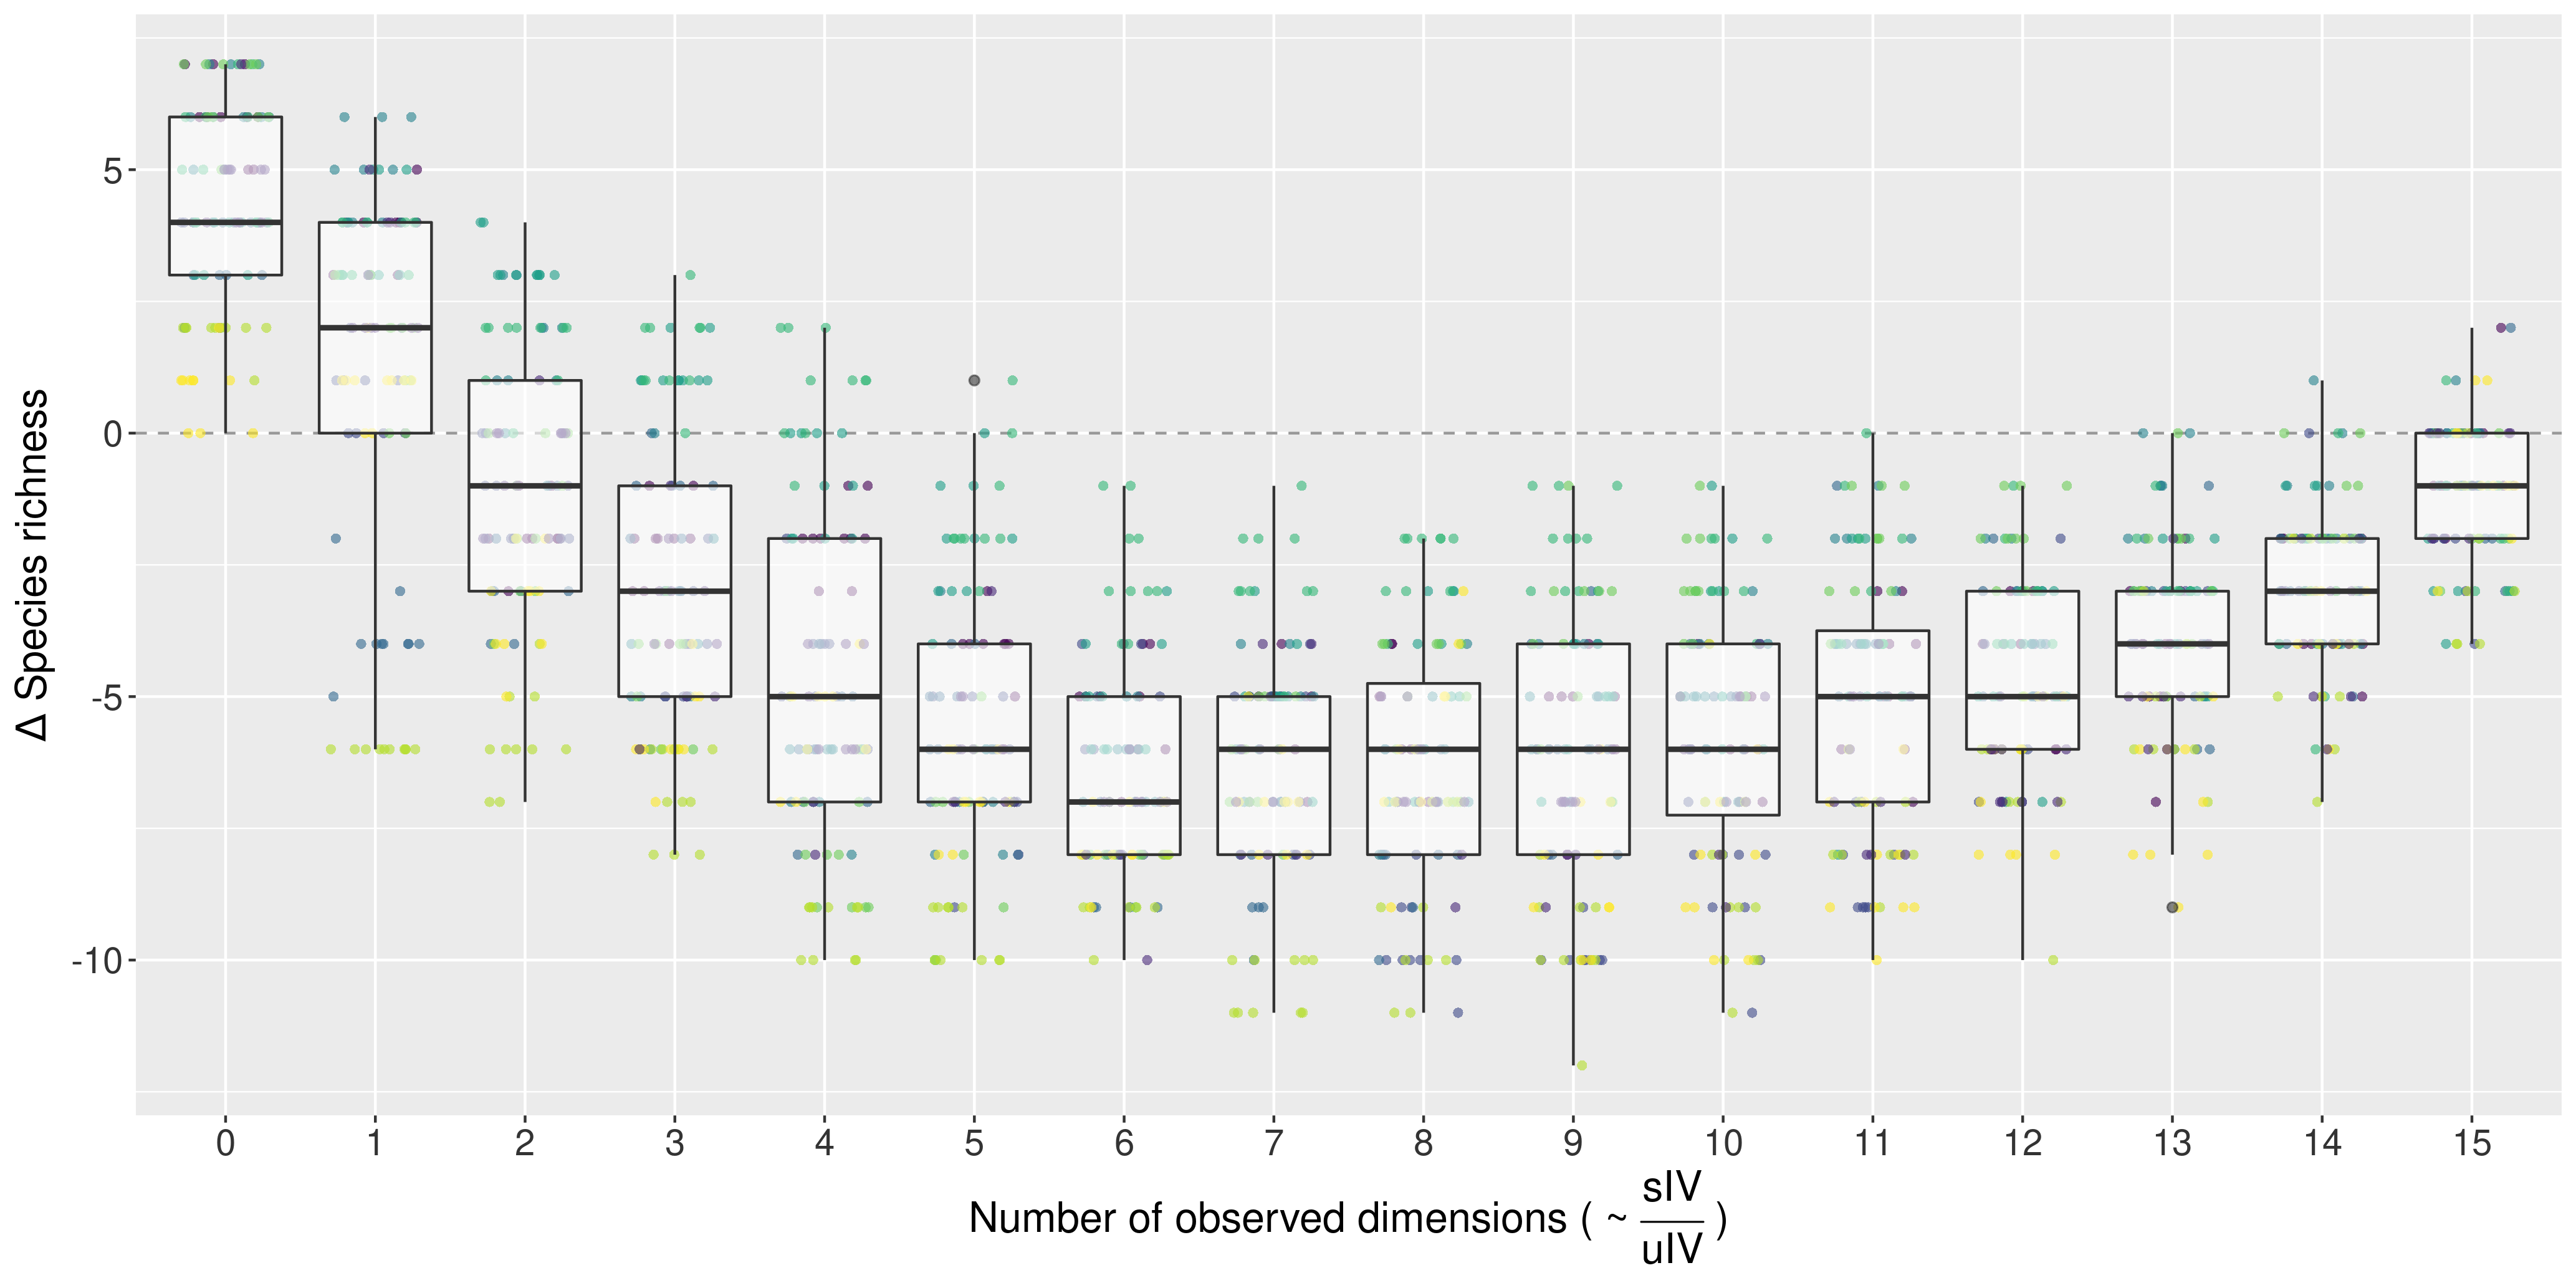 Δ Species richness
5
0
-5
-10
0 1 2 3 4 5 6 7 8 9 10 11 12 13 14 15
Number of observed dimensions ( ~ sIV
uIV )